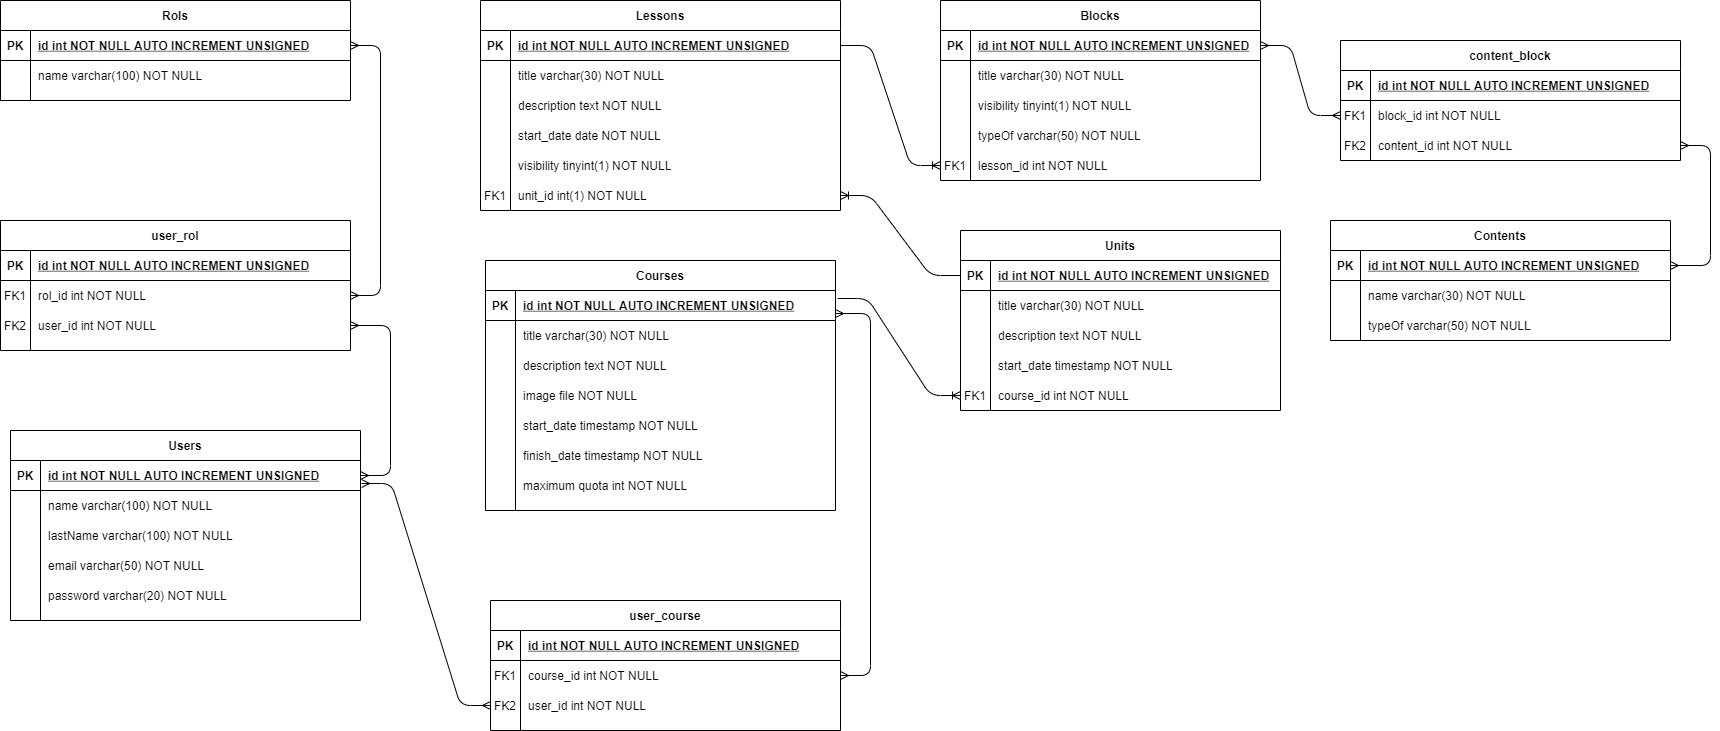 Rols
PK id int NOT NULL AUTO INCREMENT UNSIGNED
name varchar(100) NOT NULL
user_rol
PK id int NOT NULL AUTO INCREMENT UNSIGNED
FK1 rol_id int NOT NULL
FK2 user_id int NOT NULL
Users
PK id int NOT NULL AUTO INCREMENT UNSIGNED
name varchar(100) NOT NULL
lastName varchar(100) NOT NULL
email varchar(50) NOT NULL
password varchar(20) NOT NULL
Lessons
PK id int NOT NULL AUTO INCREMENT UNSIGNED
title varchar(30) NOT NULL
description text NOT NULL
start_date date NOT NULL
visibility tinyint(1) NOT NULL
FK1 unit_id int(1) NOT NULL
Courses
PK id int NOT NULL AUTO INCREMENT UNSIGNED
title varchar(30) NOT NULL
description text NOT NULL
image file NOT NULL
start_date timestamp NOT NULL
finish_date timestamp NOT NULL
maximum quota int NOT NULL
user_course
PK id int NOT NULL AUTO INCREMENT UNSIGNED
FK1 course_id int NOT NULL
FK2 user_id int NOT NULL
Blocks
PK id int NOT NULL AUTO INCREMENT UNSIGNED
title varchar(30) NOT NULL
visibility tinyint(1) NOT NULL
typeOf varchar(50) NOT NULL
FK1 lesson_id int NOT NULL
Units
PK id int NOT NULL AUTO INCREMENT UNSIGNED
title varchar(30) NOT NULL
description text NOT NULL
start_date timestamp NOT NULL
FK1 course_id int NOT NULL
content_block
PK id int NOT NULL AUTO INCREMENT UNSIGNED
FK1 block_id int NOT NULL
FK2 content_id int NOT NULL
Contents
PK id int NOT NULL AUTO INCREMENT UNSIGNED
name varchar(30) NOT NULL
typeOf varchar(50) NOT NULL